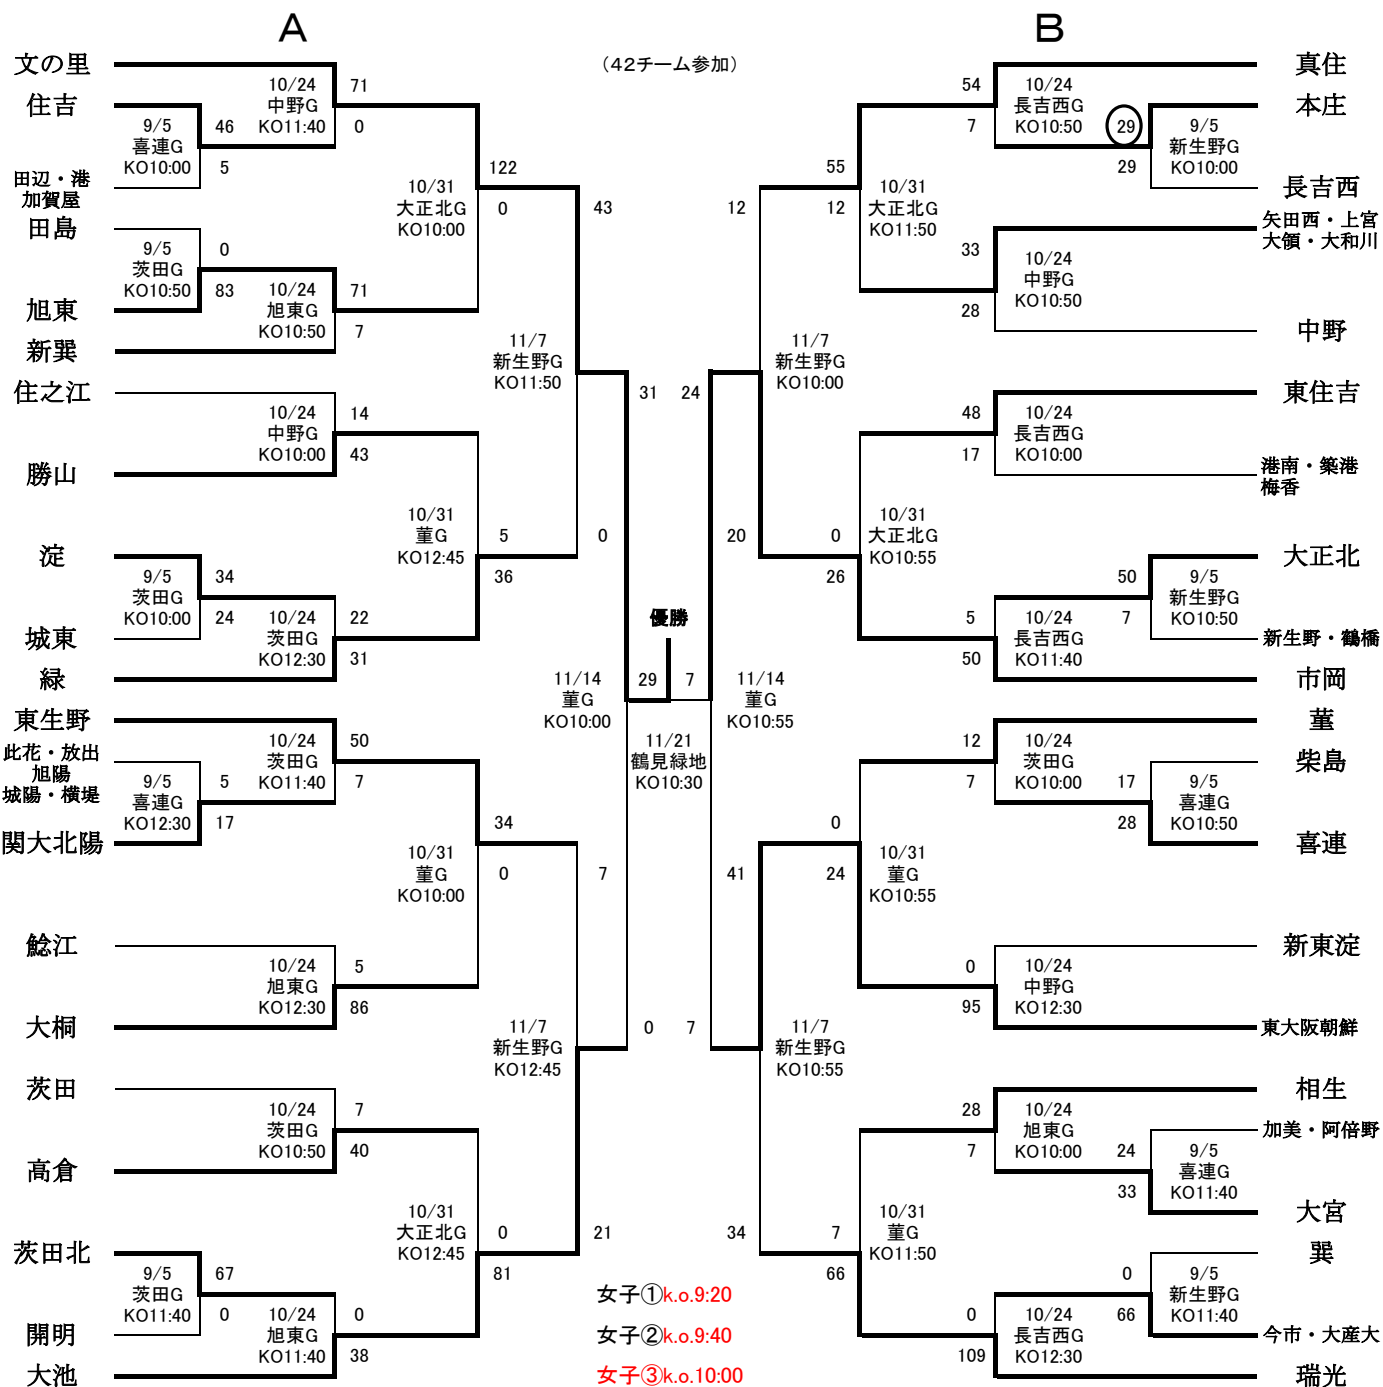 A
B
(42チーム参加)
文の里
住吉
田辺・港
加賀屋
田島
旭東
新巽
住之江
勝山
淀
城東
緑
東生野
此花・放出
旭陽
城陽・横堤
関大北陽
鯰江
大桐
茨田
高倉
茨田北
開明
大池
9/5
喜連G
KO10:00
46
5
9/5
茨田G
KO10:50
0
83
9/5
茨田G
KO10:00
34
24
9/5
喜連G
KO12:30
5
17
9/5
茨田G
KO11:40
67
0
10/24
中野G
KO11:40
71
0
10/24
旭東G
KO10:50
71
7
10/24
中野G
KO10:00
14
43
10/24
茨田G
KO12:30
22
31
10/24
茨田G
KO11:40
50
7
10/24
旭東G
KO12:30
5
86
10/24
茨田G
KO10:50
7
40
10/24
旭東G
KO11:40
0
38
10/31
大正北G
KO10:00
122
0
10/31
菫G
KO12:45
5
36
10/31
菫G
KO10:00
34
0
10/31
大正北G
KO12:45
0
81
11/7
新生野G
KO11:50
43
0
11/7
新生野G
KO12:45
7
21
11/14
菫G
KO10:00
31
0
優勝
29
7
11/21
鶴見緑地
KO10:30
24
7
11/14
菫G
KO10:55
12
20
11/7
新生野G
KO10:00
41
34
11/7
新生野G
KO10:55
55
12
10/31
大正北G
KO11:50
0
26
10/31
大正北G
KO10:55
0
24
10/31
菫G
KO10:55
7
66
10/31
菫G
KO11:50
54
7
10/24
長吉西G
KO10:50
33
28
10/24
中野G
KO10:50
48
17
10/24
長吉西G
KO10:00
5
50
10/24
長吉西G
KO11:40
12
7
10/24
茨田G
KO10:00
0
95
10/24
中野G
KO12:30
28
7
10/24
旭東G
KO10:00
0
109
10/24
長吉西G
KO12:30
29
29
9/5
新生野G
KO10:00
50
7
9/5
新生野G
KO10:50
17
28
9/5
喜連G
KO10:50
24
33
9/5
喜連G
KO11:40
0
66
9/5
新生野G
KO11:40
真住
本庄
長吉西
矢田西・上宮
大領・大和川
中野
東住吉
港南・築港
梅香
大正北
新生野・鶴橋
市岡
菫
柴島
喜連
新東淀
東大阪朝鮮
相生
加美・阿倍野
大宮
巽
今市・大産大
瑞光
女子①k.o.9:20
女子②k.o.9:40
女子③k.o.10:00